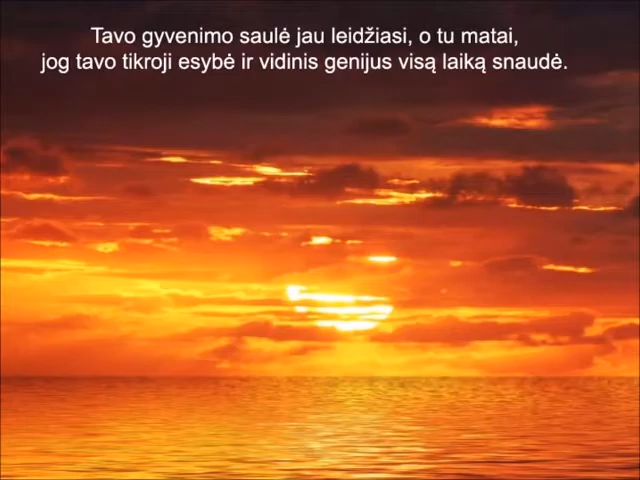 Tavo gyvenimo saulė jau leidžiasi, o tu matai,
jog tavo tikroji esybė ir vidinis genijus visą laiką snaudė.